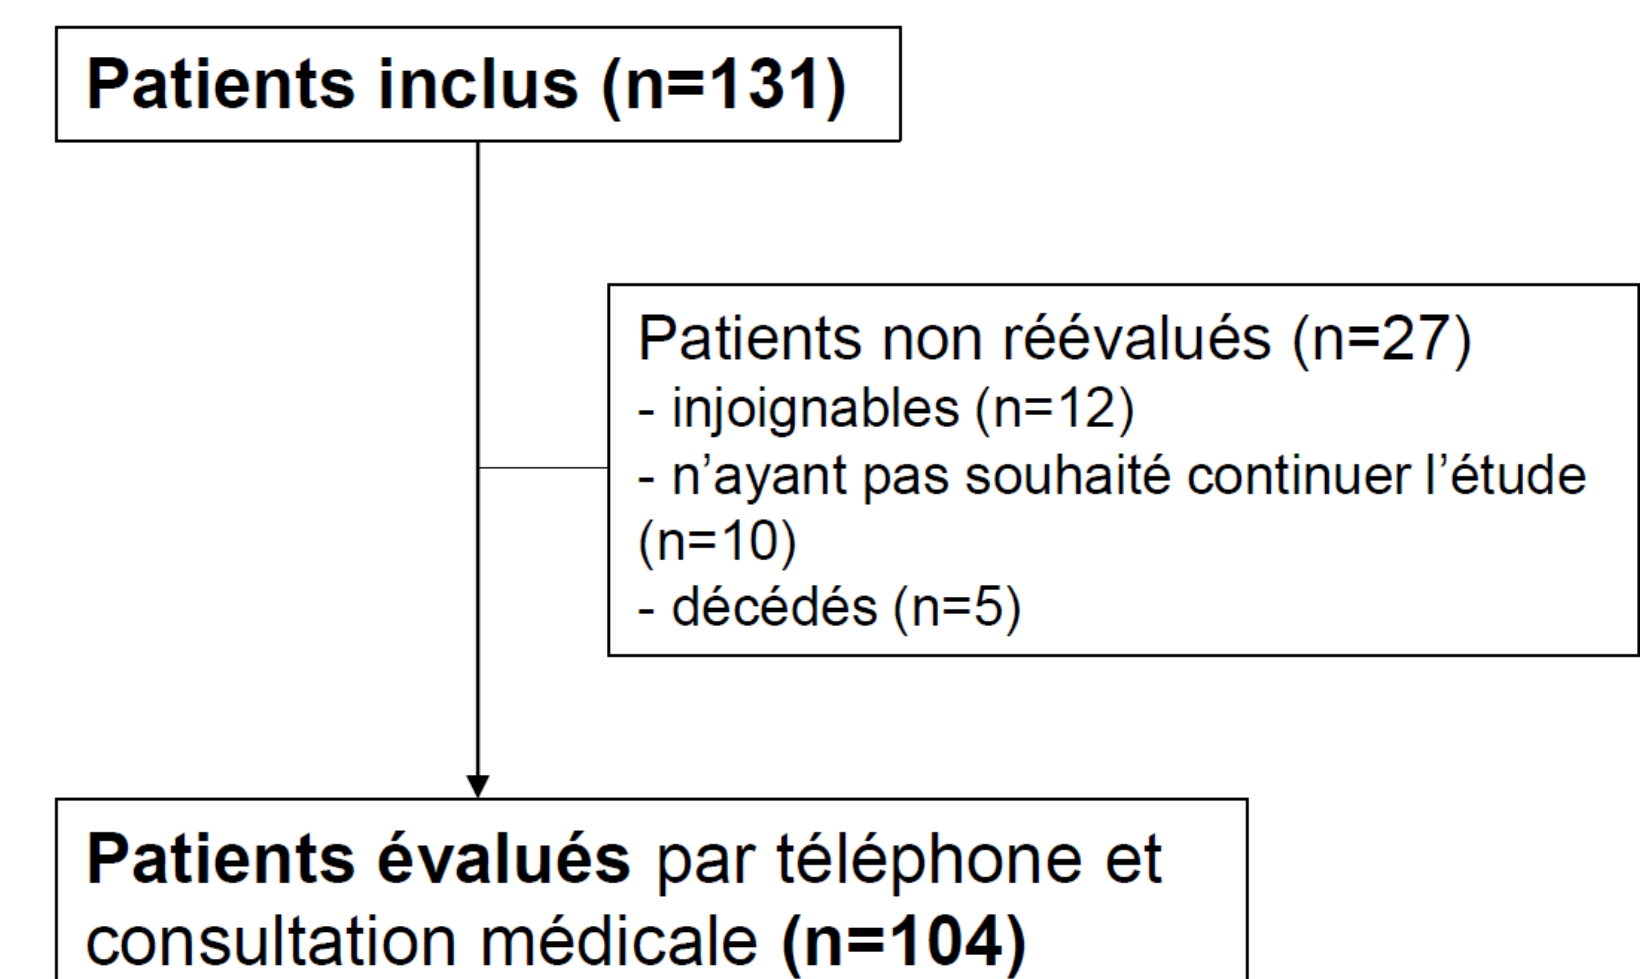 Patients inclus (n=131)
Patients non réévalués (n=27)
- injoignables (n=12)
- n’ayant pas souhaité continuer l’étude
(n=10)
- décédés (n=5)
Patients évalués par téléphone et
consultation médicale (n=104)